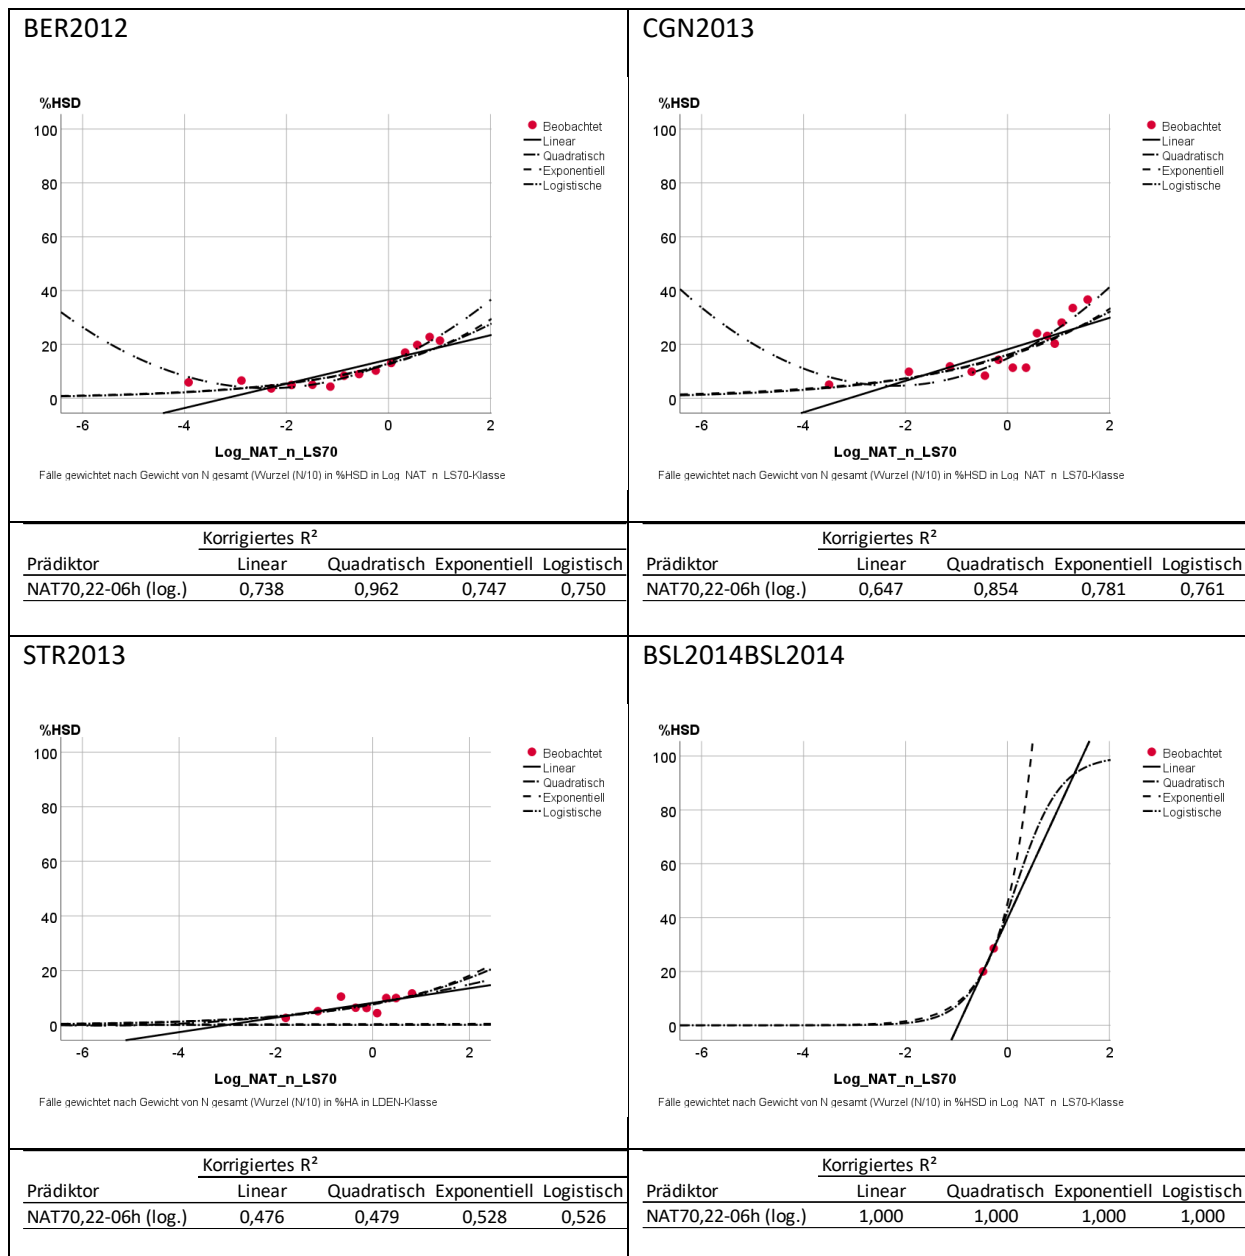 BER2012
%HSD
100
80
60
40
20
0
-6 -4 -2 0 2
Log_NAT_n_LS70
Beobachtet
Linear
Quadratisch
Exponentiell
Logistische
Fälle gewichtet nach Gewicht von N gesamt (Wurzel (N/10) in %HSD in Log_NAT_n_LS70-Klasse
Korrigiertes R²
Prädiktor Linear Quadratisch Exponentiell Logistisch
NAT70,22-06h (log.) 0,738 0,962 0,747 0,750
CGN2013
%HSD
100
80
60
40
20
0
-6 -4 -2 0 2
Log_NAT_n_LS70
Beobachtet
Linear
Quadratisch
Exponentiell
Logistische
Fälle gewichtet nach Gewicht von N gesamt (Wurzel (N/10) in %HSD in Log_NAT_n_LS70-Klasse
Korrigiertes R²
Prädiktor Linear Quadratisch Exponentiell Logistisch
NAT70,22-06h (log.) 0,647 0,854 0,781 0,761
STR2013
%HSD
100
80
60
40
20
0
-6 -4 -2 0 2
Log_NAT_n_LS70
Beobachtet
Linear
Quadratisch
Exponentiell
Logistische
Fälle gewichtet nach Gewicht von N gesamt (Wurzel (N/10) in %HA in LDEN-Klasse
Korrigiertes R²
Prädiktor Linear Quadratisch Exponentiell Logistisch
NAT70,22-06h (log.) 0,476 0,479 0,528 0,526
BSL2014BSL2014
%HSD
100
80
60
40
20
0
-6 -4 -2 0 2
Log_NAT_n_LS70
Beobachtet
Linear
Quadratisch
Exponentiell
Logistische
Fälle gewichtet nach Gewicht von N gesamt (Wurzel (N/10) in %HSD in Log_NAT_n_LS70-Klasse
Korrigiertes R²
Prädiktor Linear Quadratisch Exponentiell Logistisch
NAT70,22-06h (log.) 1,000 1,000 1,000 1,000